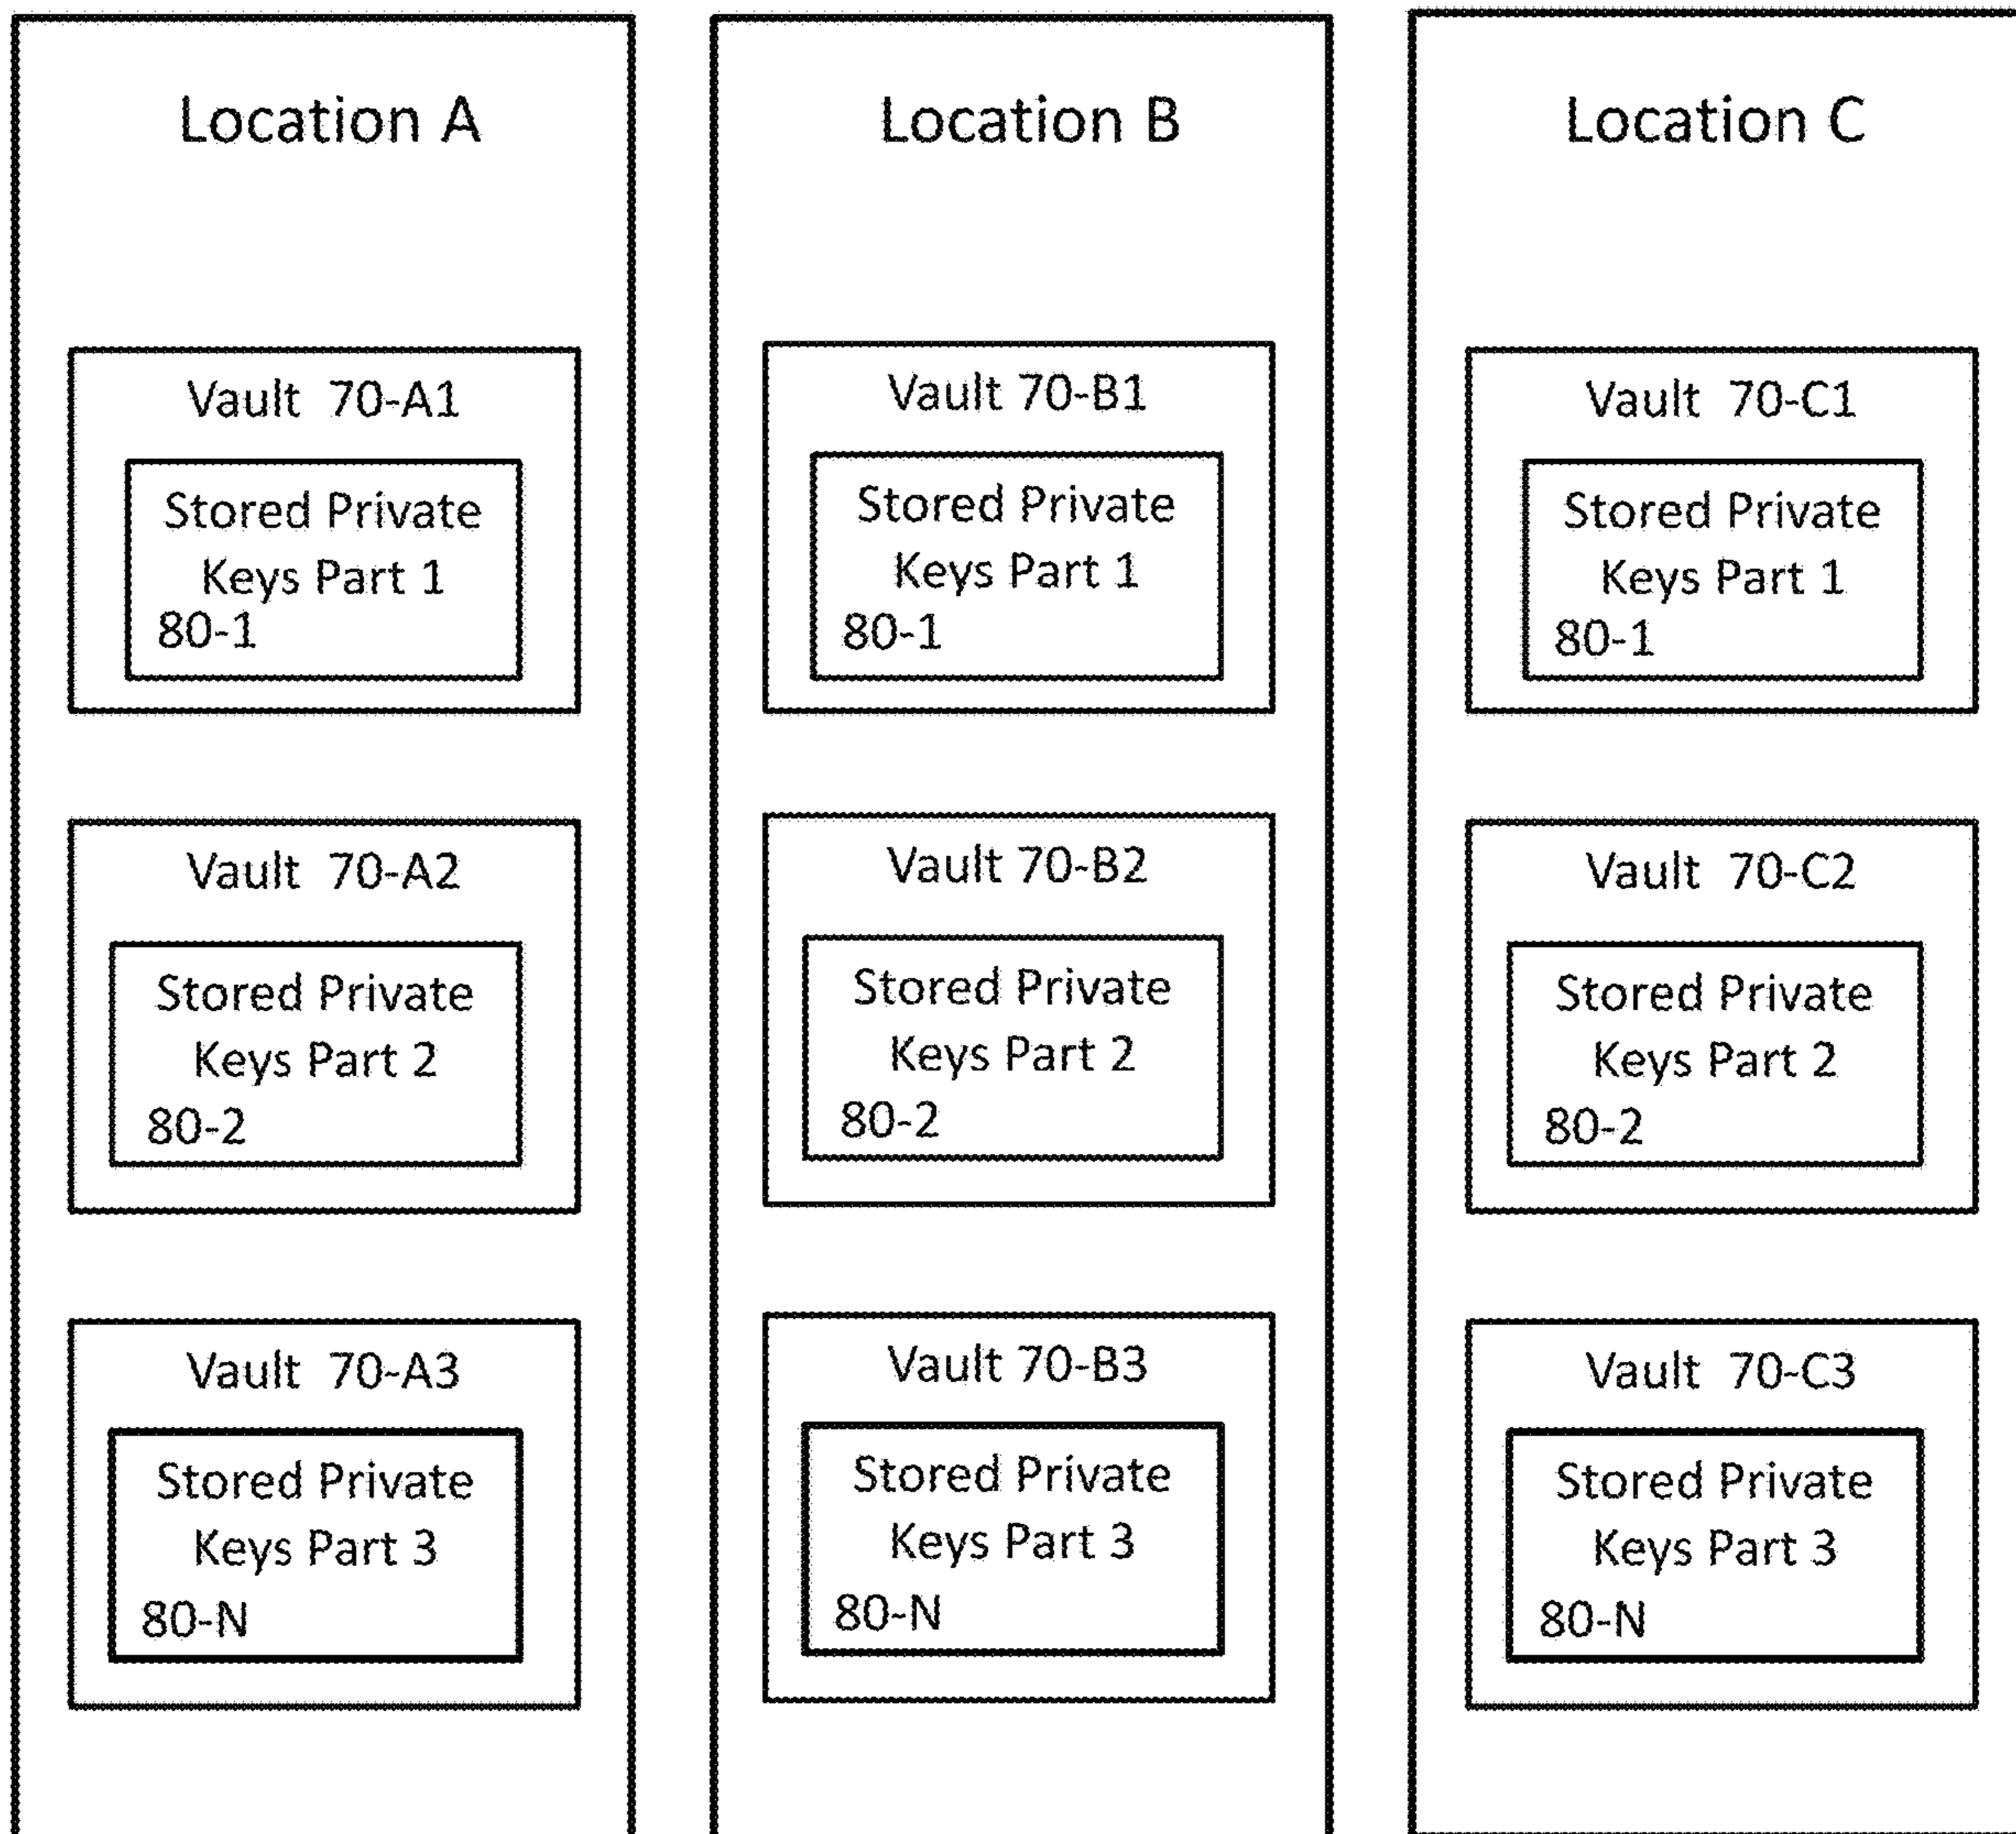 Location A
Vault 70-A1
Stored Private
Keys Part 1
80-1
Vault 70-A2
Stored Private
Keys Part 2
80-2
Vault 70-A3
Stored Private
Keys Part 3
80-N
Location B
Vault 70-B1
Stored Private
Keys Part 1
80-1
Vault 70-B2
Stored Private
Keys Part 2
80-2
Vault 70-B3
Stored Private
Keys Part 3
80-N
Location C
Vault 70-C1
Stored Private
Keys Part 1
80-1
Vault 70-C2
Stored Private
Keys Part 2
80-2
Vault 70-C3
Stored Private
Keys Part 3
80-N